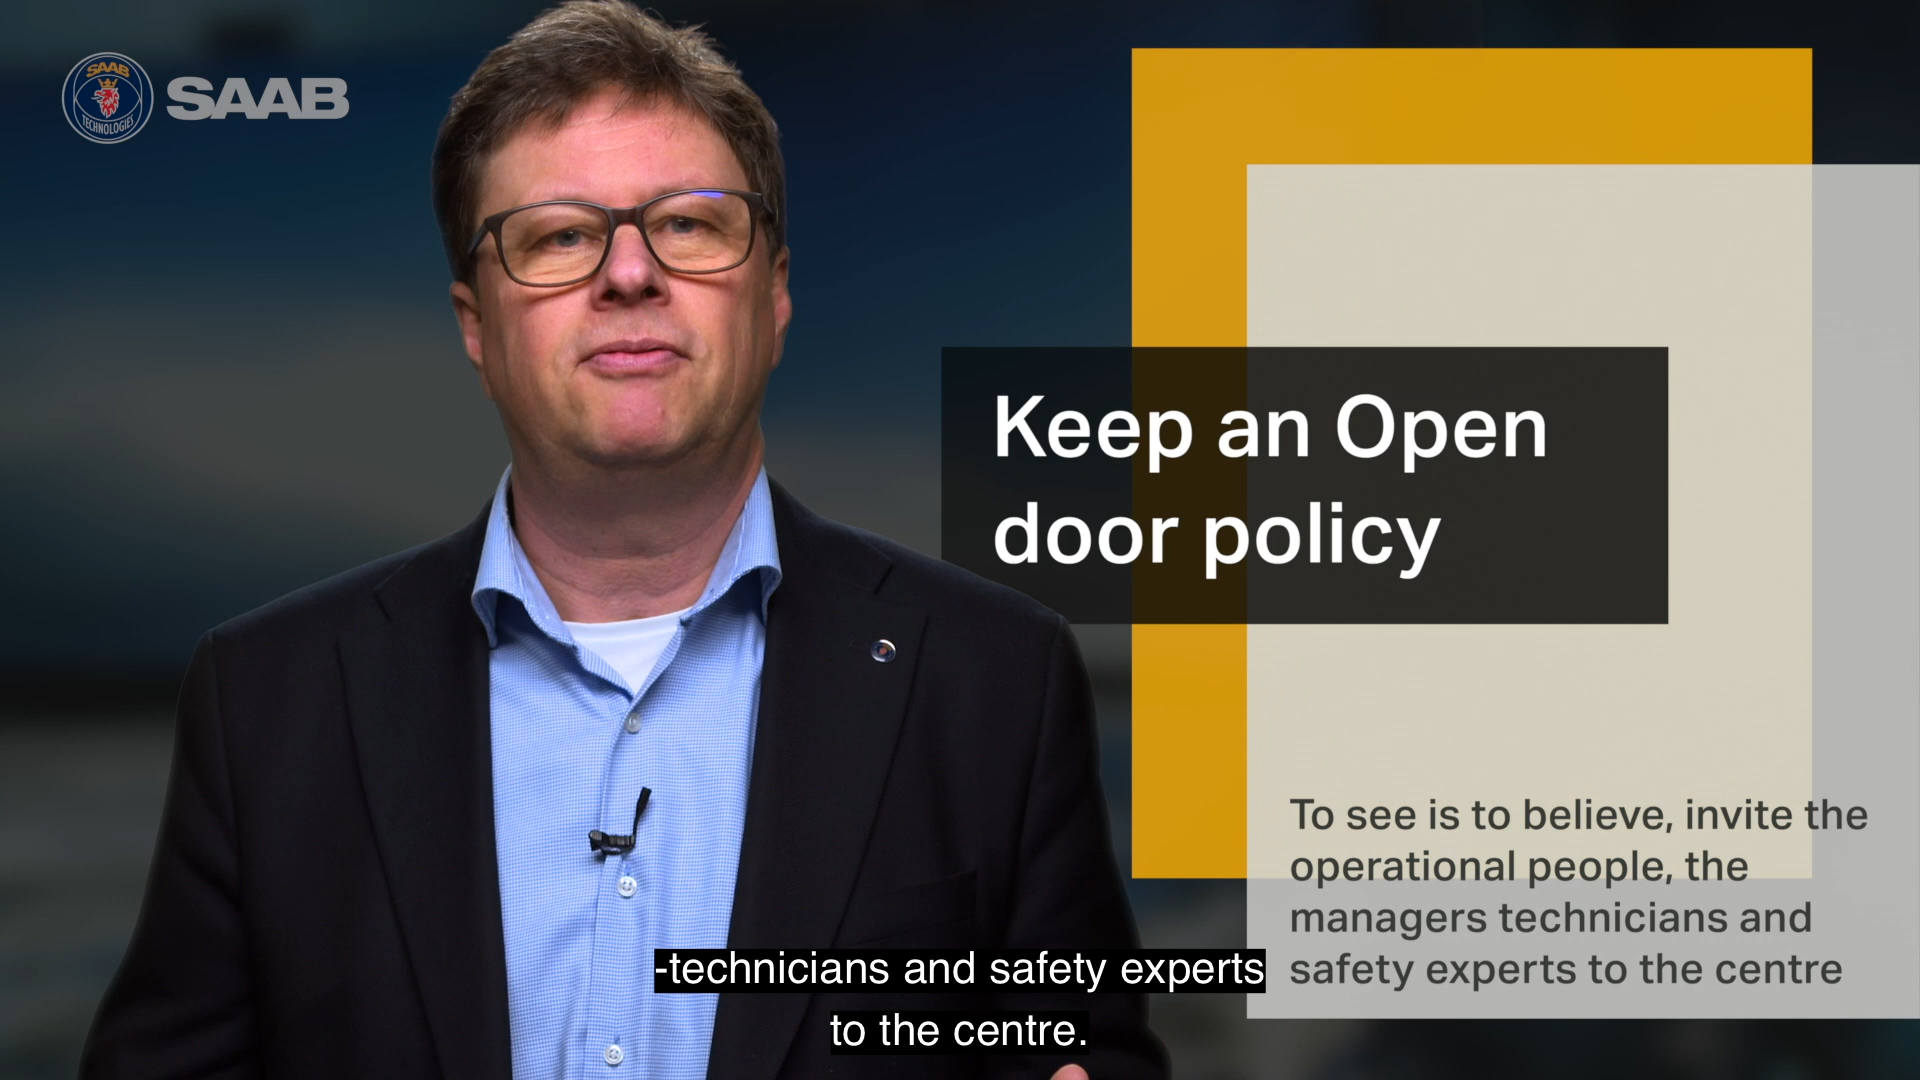 SAAB
TECHNOLOGIES
SAAB
Keep an Open
door policy
To see is to believe, invite the
operational people, the
managers technicians and
safety experts to the centre
-technicians and safety experts
to the centre.